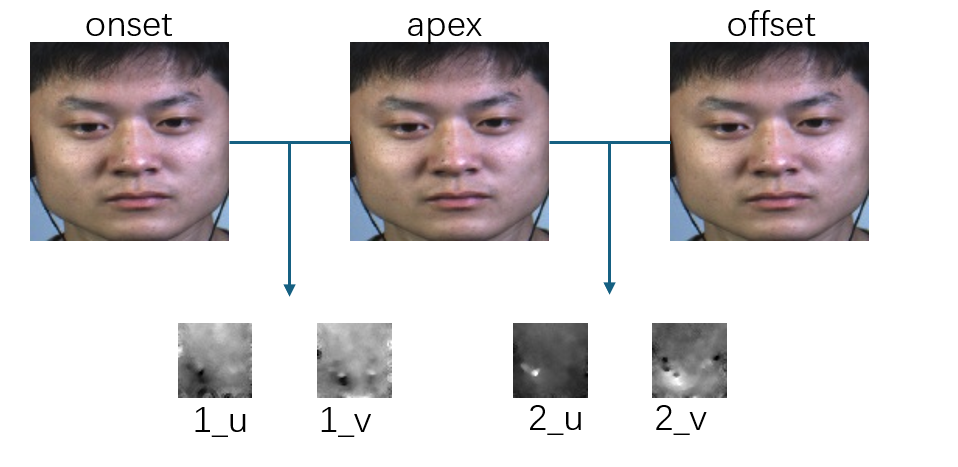 onset apex offset
1_u 1_v 2_u 2_v